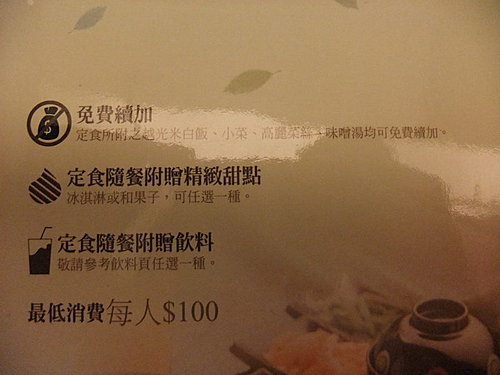 免費續加
定食所附之越光米白飯、小菜、高麗菜絲、味噌湯均可免費續加。
定食隨餐附贈精緻甜點
冰淇淋或和果子，可任選一種。
定食隨餐附贈飲料
敬請參考飲料頁任選一種。
最低消費每人$100